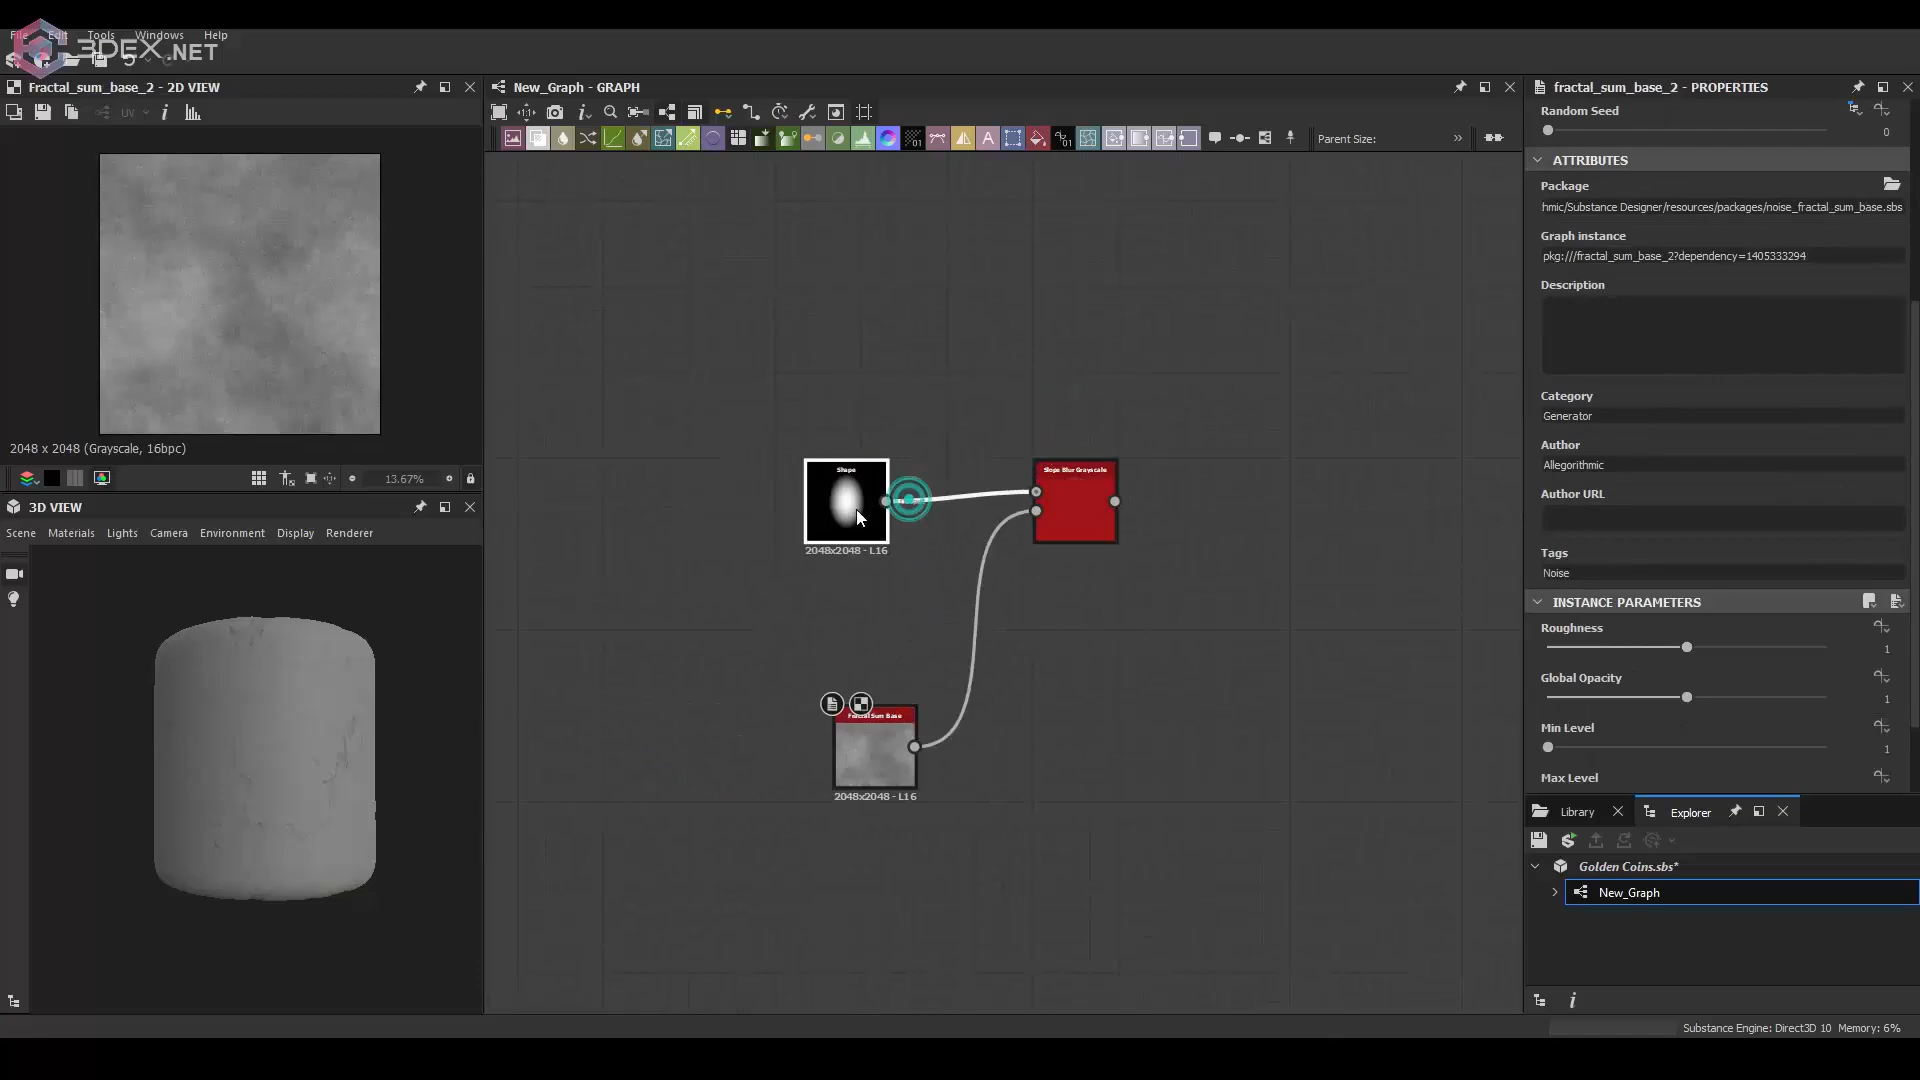 File Edit Tools Windows Help
3DEX.NET
Fractal_sum_base_2 - 2D VIEW
UV
2048 x 2048 (Grayscale, 16bpc)
13.67%
3D VIEW
Scene Materials Lights Camera Environment Display Renderer
New_Graph - GRAPH
Parent Size:
Shape
2048x2048 - L16
Slope Blur Grayscale
Fractal Sum Base
2048x2048 - L16
fractal_sum_base_2 - PROPERTIES
Random Seed
0
ATTRIBUTES
Package
hmic/Substance Designer/resources/packages/noise_fractal_sum_base.sbs
Graph instance
pkg:///fractal_sum_base_2?dependency=1405333294
Description
Category
Generator
Author
Allegorithmic
Author URL
Tags
Noise
INSTANCE PARAMETERS
Roughness
1
Global Opacity
1
Min Level
1
Max Level
Library Explorer
Golden Coins.sbs*
New_Graph
Substance Engine: Direct3D 10 Memory: 6%